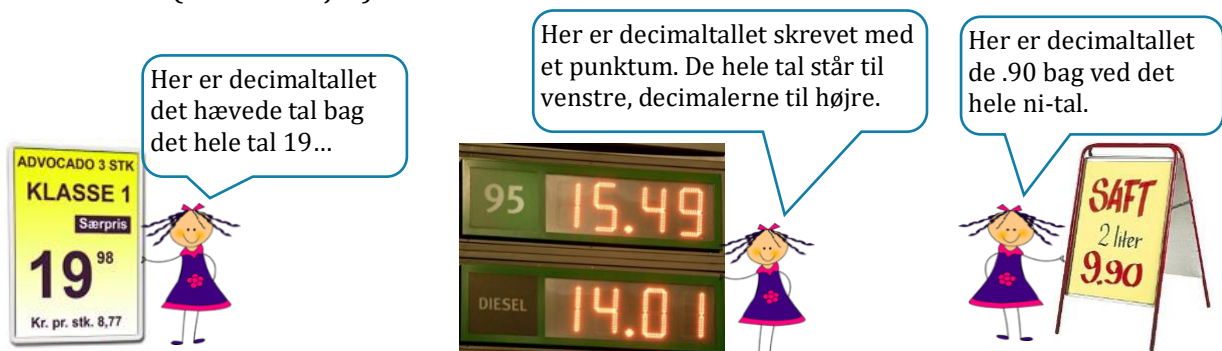 Her er decimaltallet
det hævede tal bag
det hele tal 19…
ADVOCADO 3 STK
KLASSE 1
Særpris
19 98
Kr. pr. stk. 8,77
Her er decimaltallet skrevet med
et punktum. De hele tal står til
venstre, decimalerne til højre.
95 15.49
DIESEL 14.01
Her er decimaltallet
de .90 bag ved det
hele ni-tal.
SAFT
2 liter
9.90